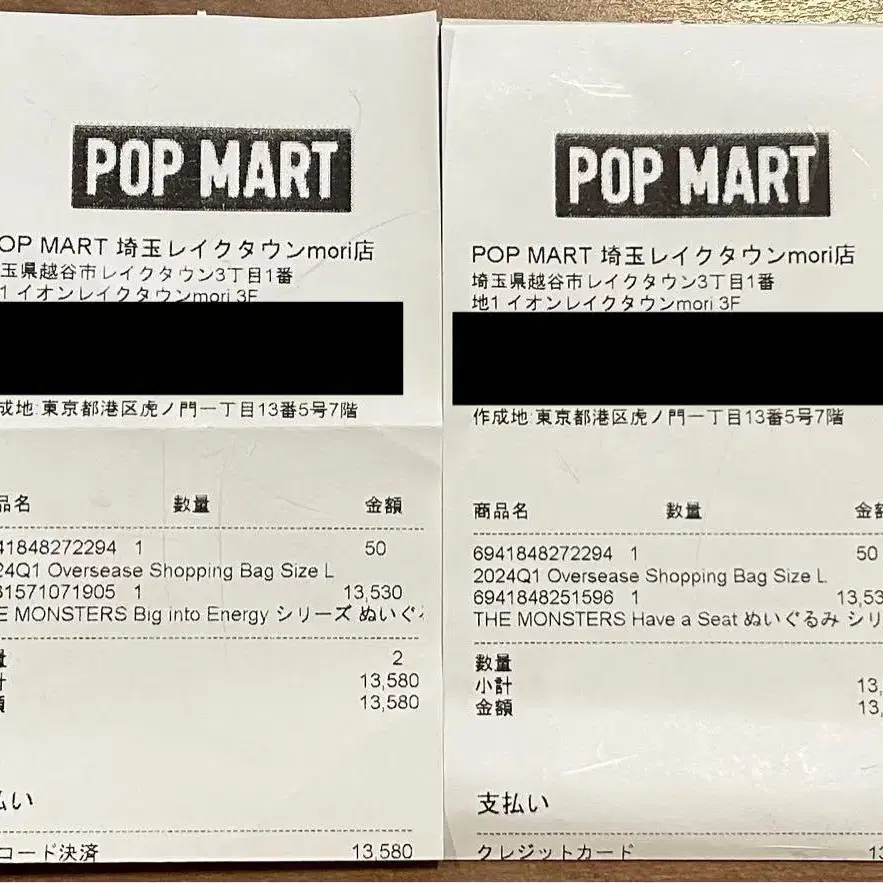 POP MART
OP MART 埼玉レイクタウンmori店
玉県越谷市レイクタウン3丁目1番
1 イオンレイクタウンmori 3F
成地:東京都港区虎ノ門一丁目13番5号7階
品名 数量 金額
41848272294 1 50
24Q1 Oversease Shopping Bag Size L
31571071905 1 13,530
E MONSTERS Big into Energy シリーズ ぬいぐ
量 2
計 13,580
額 13,580
払い
コード決済 13,580
POP MART
POP MART 埼玉レイクタウンmori店
埼玉県越谷市レイクタウン3丁目1番
地1 イオンレイクタウンmori 3F
作成地:東京都港区虎ノ門一丁目13番5号7階
商品名 数量 金額
6941848272294 1 50
2024Q1 Oversease Shopping Bag Size L
6941848251596 1 13,53
THE MONSTERS Have a Seat ぬいぐるみ シリ
数量
小計 13,
金額 13,
支払い
クレジットカード 13